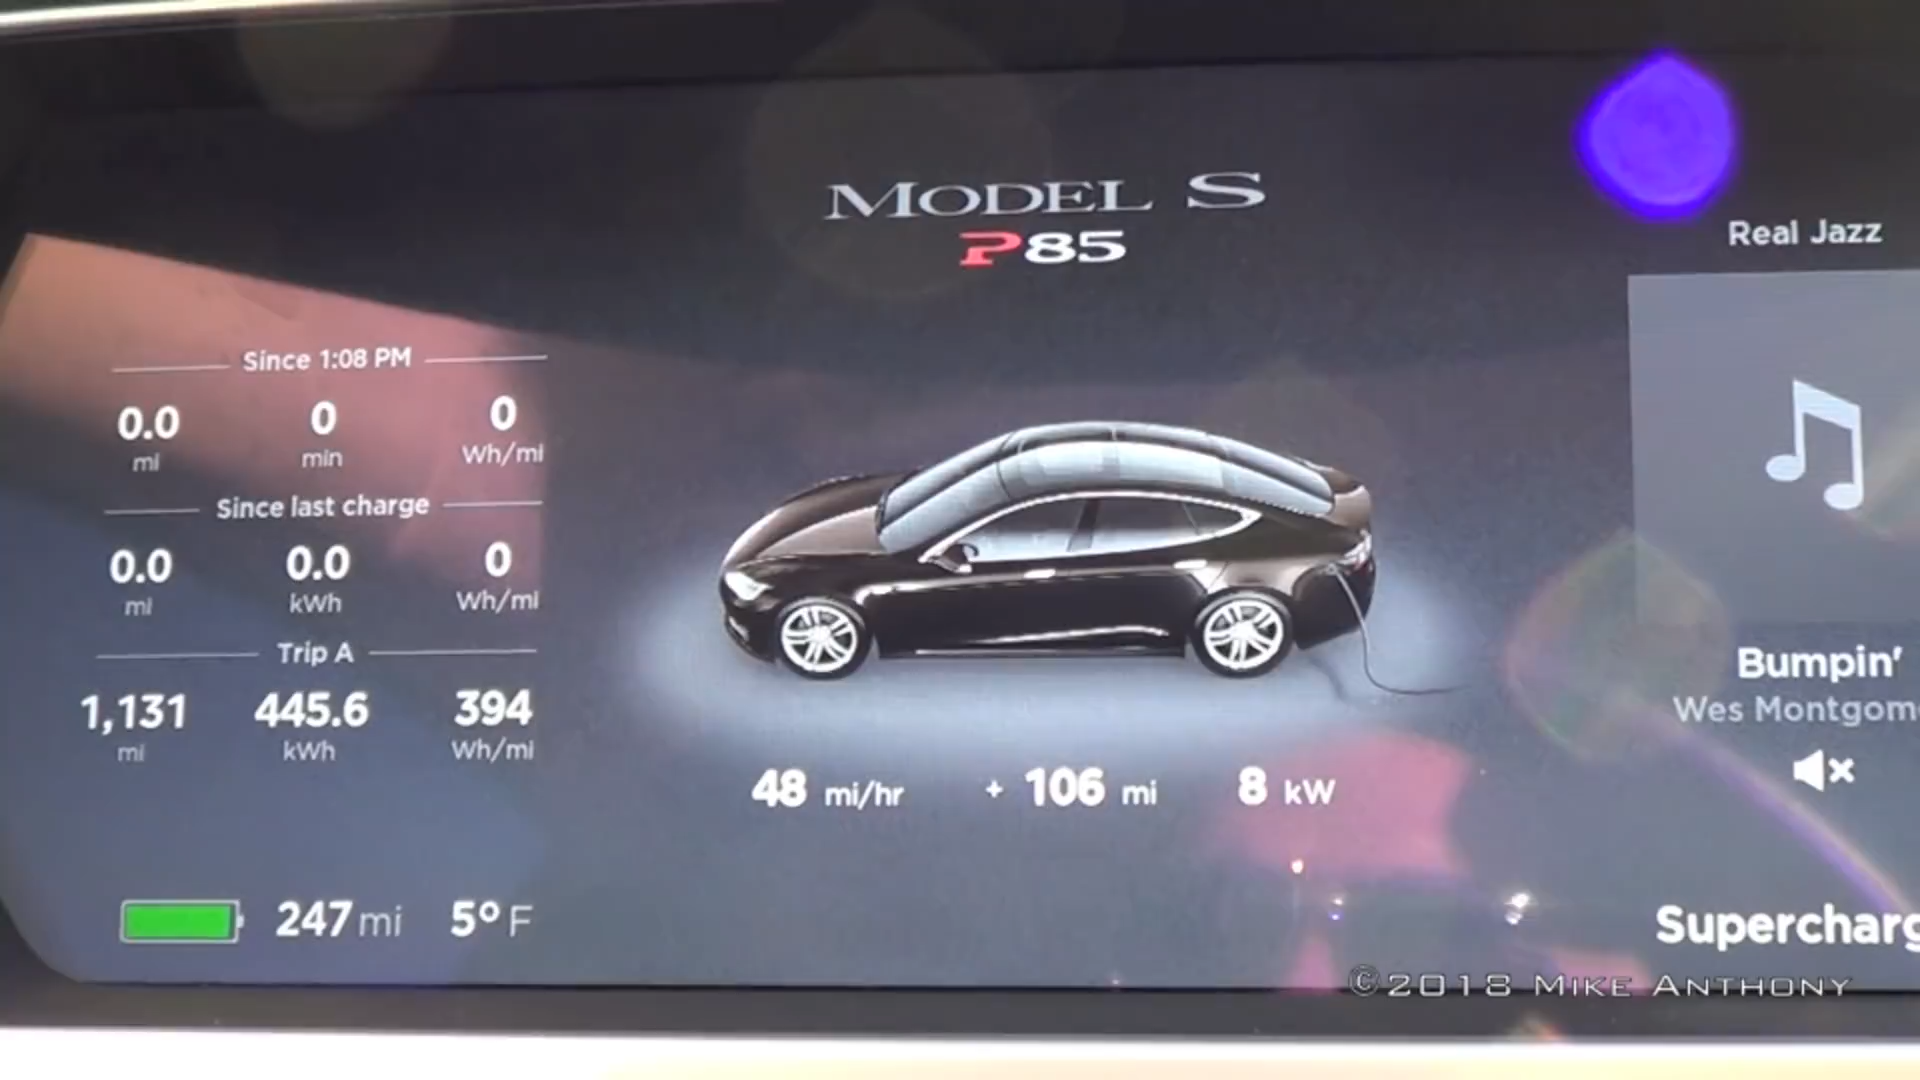 MODEL S
P85
Since 1:08 PM
0.0 0 0
mi min Wh/mi
Since last charge
0.0 0.0 0
mi kWh Wh/mi
Trip A
1,131 445.6 394
mi kWh Wh/mi
48 mi/hr + 106 mi 8 kW
247 mi 5° F
Real Jazz
Bumpin'
Wes Montgom
Supercharg
©2018 MIKE ANTHONY